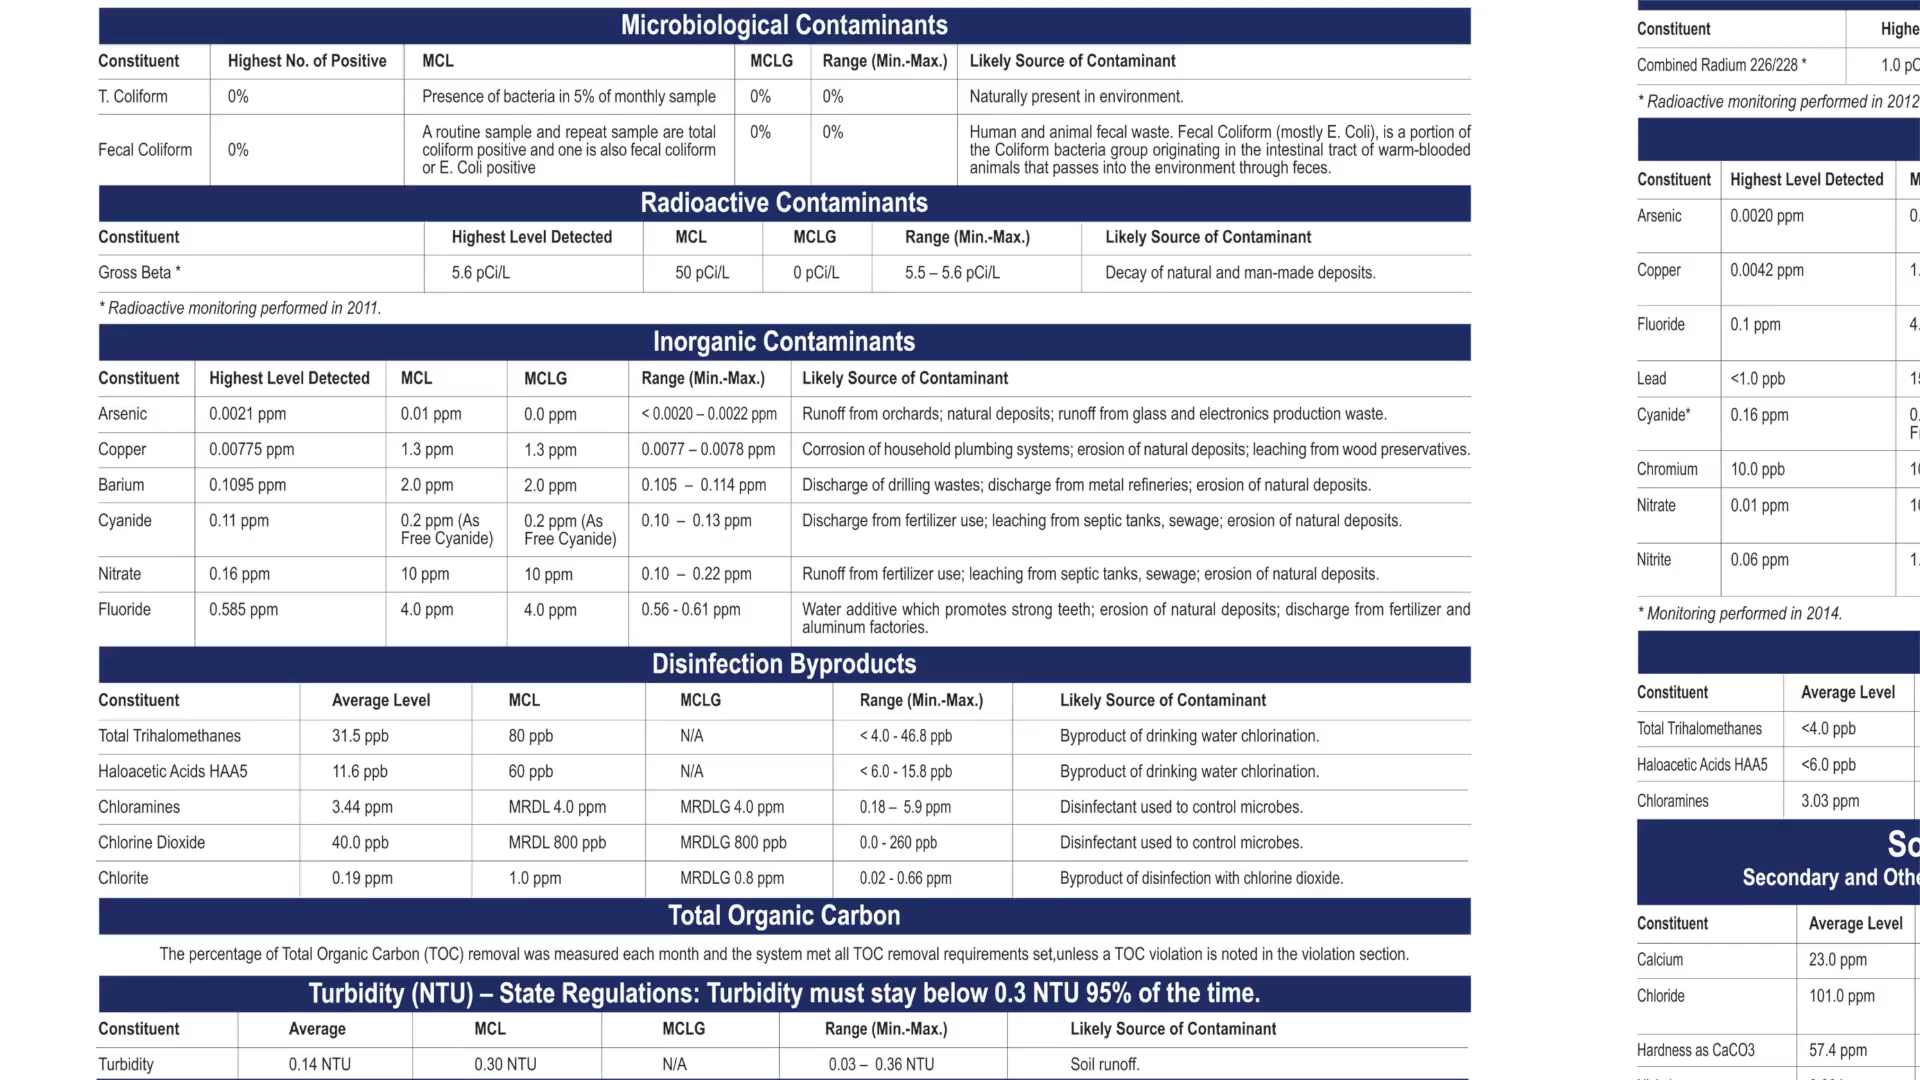 Microbiological Contaminants
Constituent Highest No. of Positive MCL MCLG Range (Min.-Max.) Likely Source of Contaminant
T. Coliform 0% Presence of bacteria in 5% of monthly sample 0% 0% Naturally present in environment.
Fecal Coliform 0% A routine sample and repeat sample are total coliform positive and one is also fecal coliform or E. Coli positive 0% 0% Human and animal fecal waste. Fecal Coliform (mostly E. Coli), is a portion of the Coliform bacteria group originating in the intestinal tract of warm-blooded animals that passes into the environment through feces.
Radioactive Contaminants
Constituent Highest Level Detected MCL MCLG Range (Min.-Max.) Likely Source of Contaminant
Gross Beta * 5.6 pCi/L 50 pCi/L 0 pCi/L 5.5 – 5.6 pCi/L Decay of natural and man-made deposits.
* Radioactive monitoring performed in 2011.
Inorganic Contaminants
Constituent Highest Level Detected MCL MCLG Range (Min.-Max.) Likely Source of Contaminant
Arsenic 0.0021 ppm 0.01 ppm 0.0 ppm < 0.0020 – 0.0022 ppm Runoff from orchards; natural deposits; runoff from glass and electronics production waste.
Copper 0.00775 ppm 1.3 ppm 1.3 ppm 0.0077 – 0.0078 ppm Corrosion of household plumbing systems; erosion of natural deposits; leaching from wood preservatives.
Barium 0.1095 ppm 2.0 ppm 2.0 ppm 0.105 – 0.114 ppm Discharge of drilling wastes; discharge from metal refineries; erosion of natural deposits.
Cyanide 0.11 ppm 0.2 ppm (As Free Cyanide) 0.2 ppm (As Free Cyanide) 0.10 – 0.13 ppm Discharge from fertilizer use; leaching from septic tanks, sewage; erosion of natural deposits.
Nitrate 0.16 ppm 10 ppm 10 ppm 0.10 – 0.22 ppm Runoff from fertilizer use; leaching from septic tanks, sewage; erosion of natural deposits.
Fluoride 0.585 ppm 4.0 ppm 4.0 ppm 0.56 - 0.61 ppm Water additive which promotes strong teeth; erosion of natural deposits; discharge from fertilizer and aluminum factories.
Disinfection Byproducts
Constituent Average Level MCL MCLG Range (Min.-Max.) Likely Source of Contaminant
Total Trihalomethanes 31.5 ppb 80 ppb N/A < 4.0 - 46.8 ppb Byproduct of drinking water chlorination.
Haloacetic Acids HAA5 11.6 ppb 60 ppb N/A < 6.0 - 15.8 ppb Byproduct of drinking water chlorination.
Chloramines 3.44 ppm MRDL 4.0 ppm MRDLG 4.0 ppm 0.18 – 5.9 ppm Disinfectant used to control microbes.
Chlorine Dioxide 40.0 ppb MRDL 800 ppb MRDLG 800 ppb 0.0 - 260 ppb Disinfectant used to control microbes.
Chlorite 0.19 ppm 1.0 ppm MRDLG 0.8 ppm 0.02 - 0.66 ppm Byproduct of disinfection with chlorine dioxide.
Total Organic Carbon
The percentage of Total Organic Carbon (TOC) removal was measured each month and the system met all TOC removal requirements set,unless a TOC violation is noted in the violation section.
Turbidity (NTU) – State Regulations: Turbidity must stay below 0.3 NTU 95% of the time.
Constituent Average MCL MCLG Range (Min.-Max.) Likely Source of Contaminant
Turbidity 0.14 NTU 0.30 NTU N/A 0.03 – 0.36 NTU Soil runoff.
Constituent
Combined Radium 226/228 * 1.0
* Radioactive monitoring performed in 2012
Constituent Highest Level Detected
Arsenic 0.0020 ppm
Copper 0.0042 ppm
Fluoride 0.1 ppm
Lead <1.0 ppb
Cyanide* 0.16 ppm
Chromium 10.0 ppb
Nitrate 0.01 ppm
Nitrite 0.06 ppm
* Monitoring performed in 2014.
Constituent Average Level
Total Trihalomethanes <4.0 ppb
Haloacetic Acids HAA5 <6.0 ppb
Chloramines 3.03 ppm
Secondary and
Constituent Average Level
Calcium 23.0 ppm
Chloride 101.0 ppm
Hardness as CaCO3 57.4 ppm